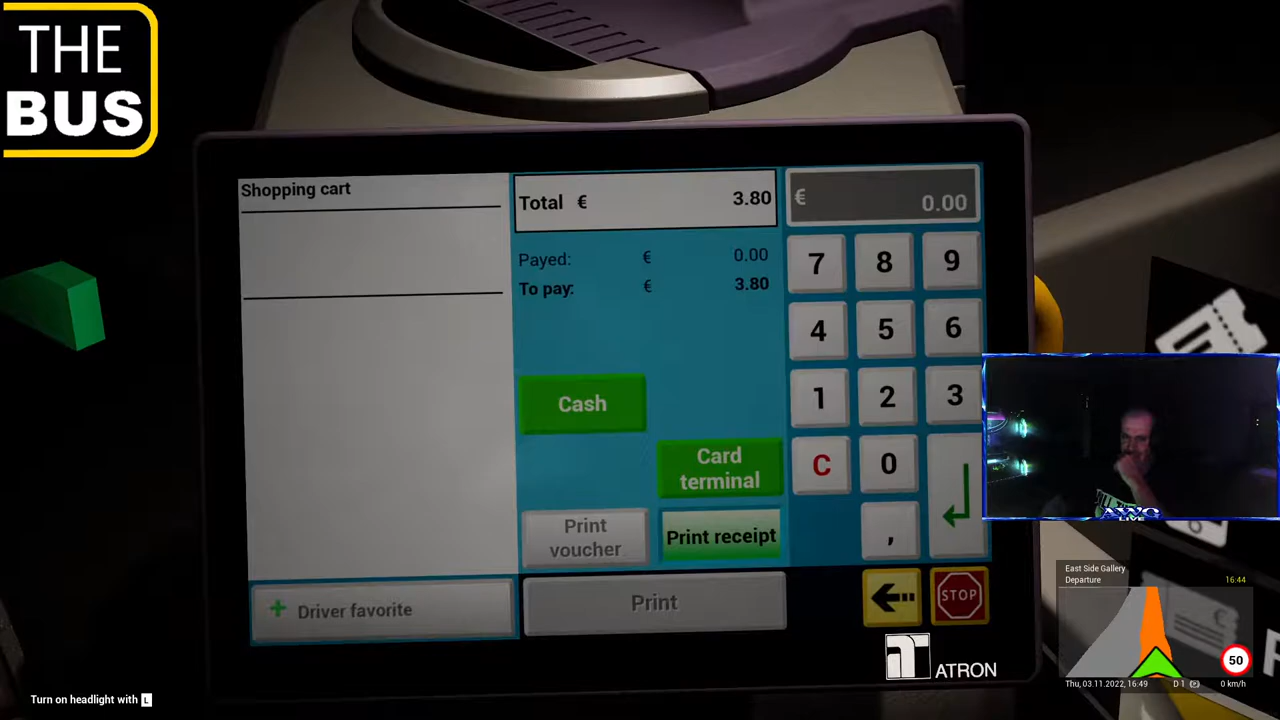 THE
BUS
Shopping cart
Total € 3.80
€ 0.00
Payed: € 0.00
To pay: € 3.80
7 8 9
4 5 6
1 2 3
C 0
,
Cash
Card
terminal
Print
voucher
Print receipt
+ Driver favorite
Print
STOP
ATRON
AWG
LIVE
East Side Gallery
Departure 16:44
50
Thu, 03.11.2022, 16:49 D 1 (P) 0 km/h
Turn on headlight with L